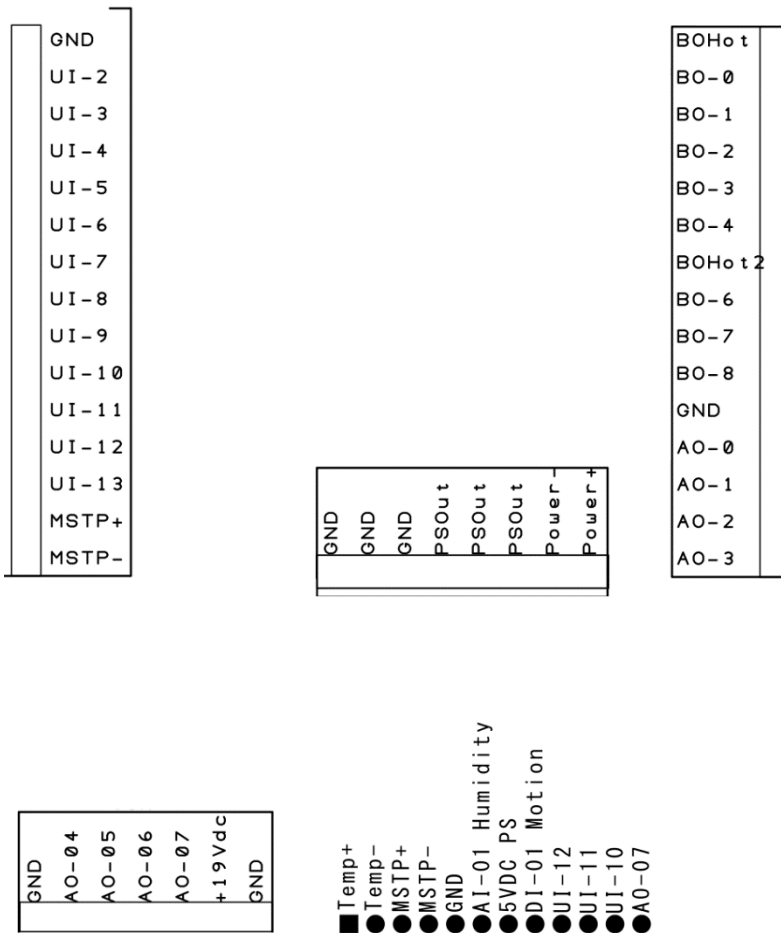 GND
UI-2
UI-3
UI-4
UI-5
UI-6
UI-7
UI-8
UI-9
UI-10
UI-11
UI-12
UI-13
MSTP+
MSTP-
GND
GND
GND
PSOut
PSOut
PSOut
Power-
Power+
BOHot
BO-0
BO-1
BO-2
BO-3
BO-4
BOHot2
BO-6
BO-7
BO-8
GND
AO-0
AO-1
AO-2
AO-3
GND
AO-04
AO-05
AO-06
AO-07
+19Vdc
GND
Temp+
Temp-
MSTP+
MSTP-
GND
AI-01 Humidity
5VDC PS
DI-01 Motion
UI-12
UI-11
UI-10
AO-07